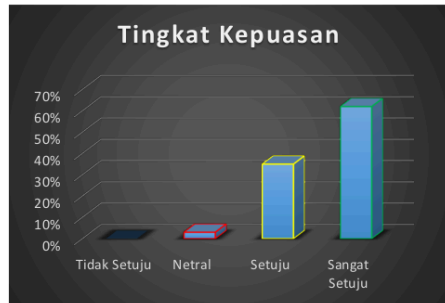 Tingkat Kepuasan
70%
60%
50%
40%
30%
20%
10%
0%
Tidak Setuju
Netral
Setuju
Sangat
Setuju